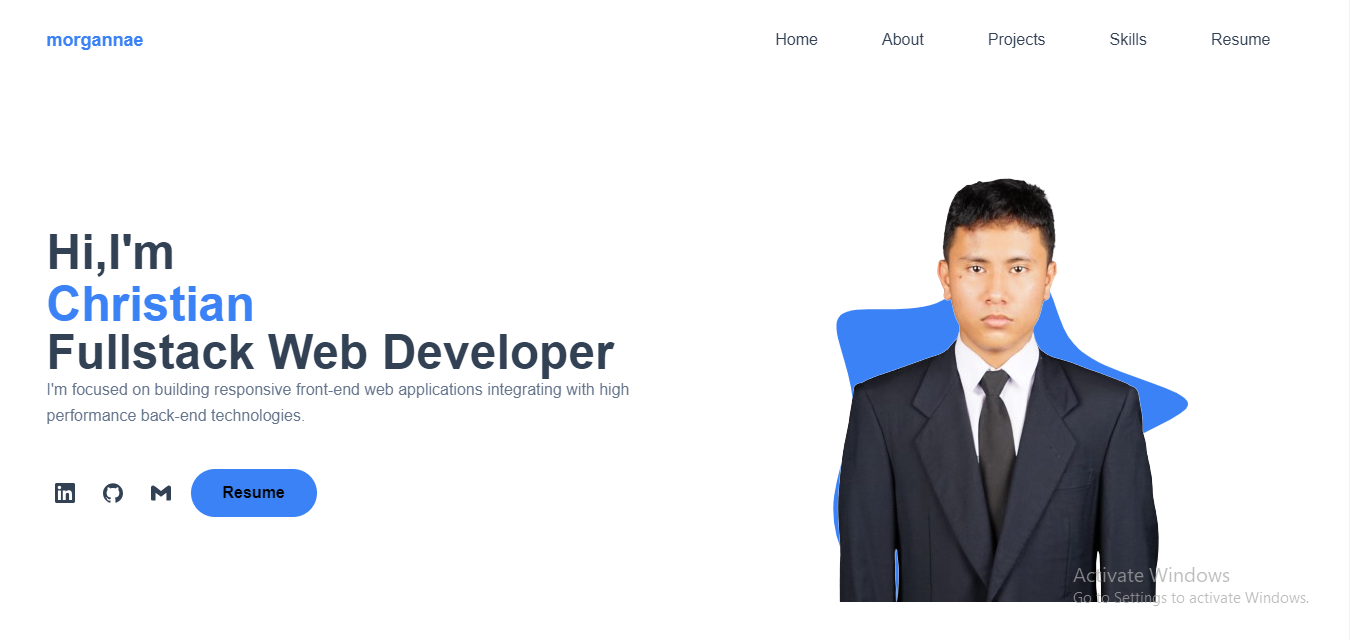 morgannae
Home
About
Projects
Skills
Resume
Hi,I'm
Christian
Fullstack Web Developer
I'm focused on building responsive front-end web applications integrating with high
performance back-end technologies.
in
Resume
Activate Windows
Go to Settings to activate Windows.